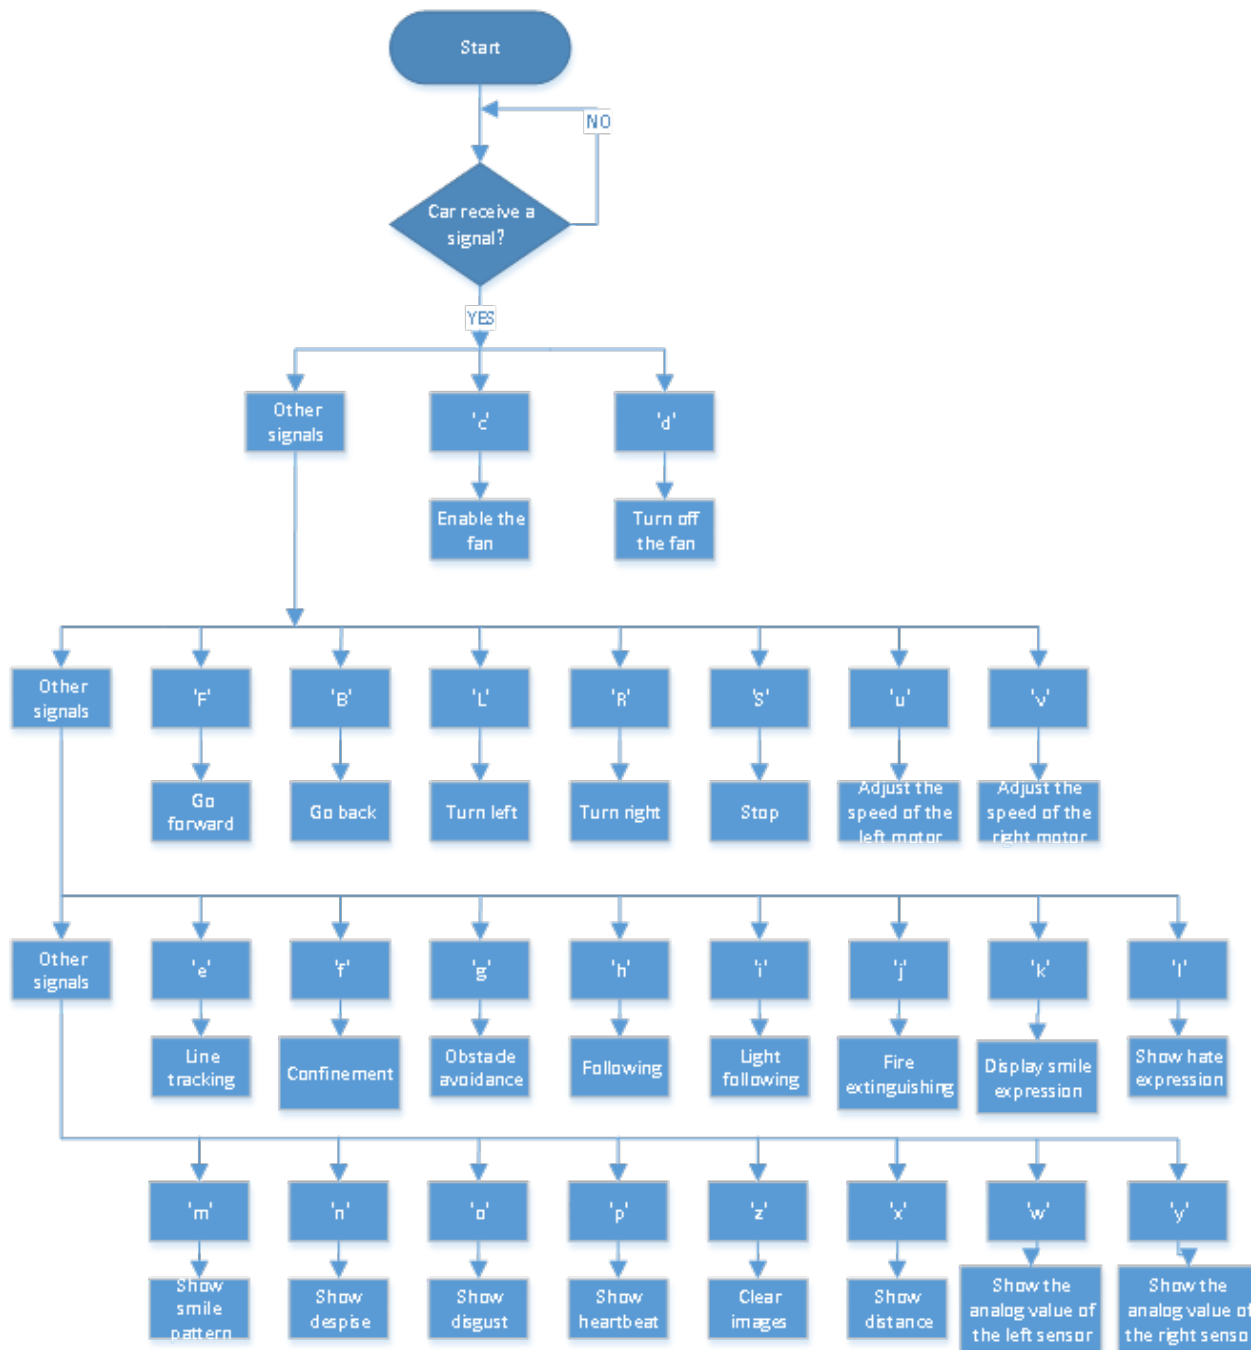 Start
NO
Car receive a
signal?
YES
Other
signals
'c'
'd'
Enable the
fan
Turn off
the fan
Other
signals
'F'
'B'
'L'
'R'
'S'
'u'
'v'
Go
forward
Go back
Turn left
Turn right
Stop
Adjust the
speed of the
left motor
Adjust the
speed of the
right motor
Other
signals
'e'
'f'
'g'
'h'
'i'
'j'
'k'
'l'
Line
tracking
Confinement
Obstacle
avoidance
Following
Light
following
Fire
extinguishing
Display smile
expression
Show hate
expression
'm'
'n'
'o'
'p'
'z'
'x'
'w'
'y'
Show
smile
pattern
Show
despise
Show
disgust
Show
heartbeat
Clear
images
Show
distance
Show the
analog value of
the left sensor
Show the
analog value of
the right sensor